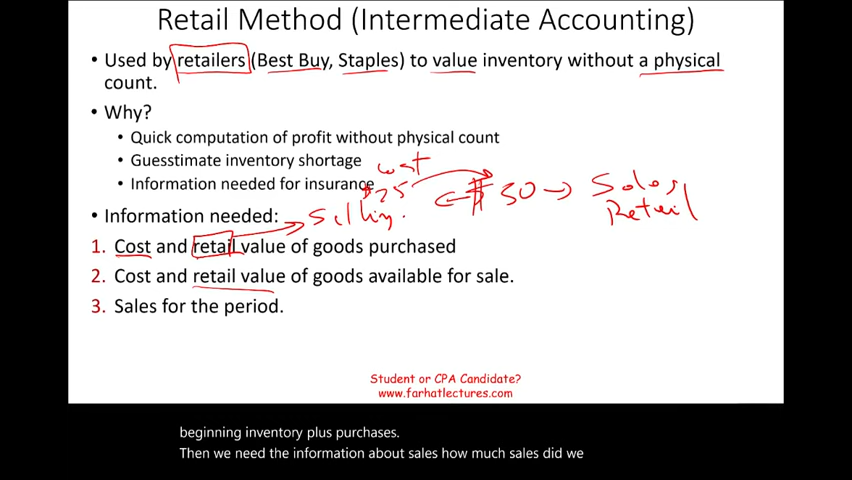 Retail Method (Intermediate Accounting)
• Used by retailers (Best Buy, Staples) to value inventory without a physical
count.
• Why?
• Quick computation of profit without physical count
• Guesstimate inventory shortage
cost
• Information needed for insurance
$25
$50 → Sales,
Retail
• Information needed:
Selling.
1. Cost and retail value of goods purchased
2. Cost and retail value of goods available for sale.
3. Sales for the period.
Student or CPA Candidate?
www.farhatlectures.com
beginning inventory plus purchases.
Then we need the information about sales how much sales did we